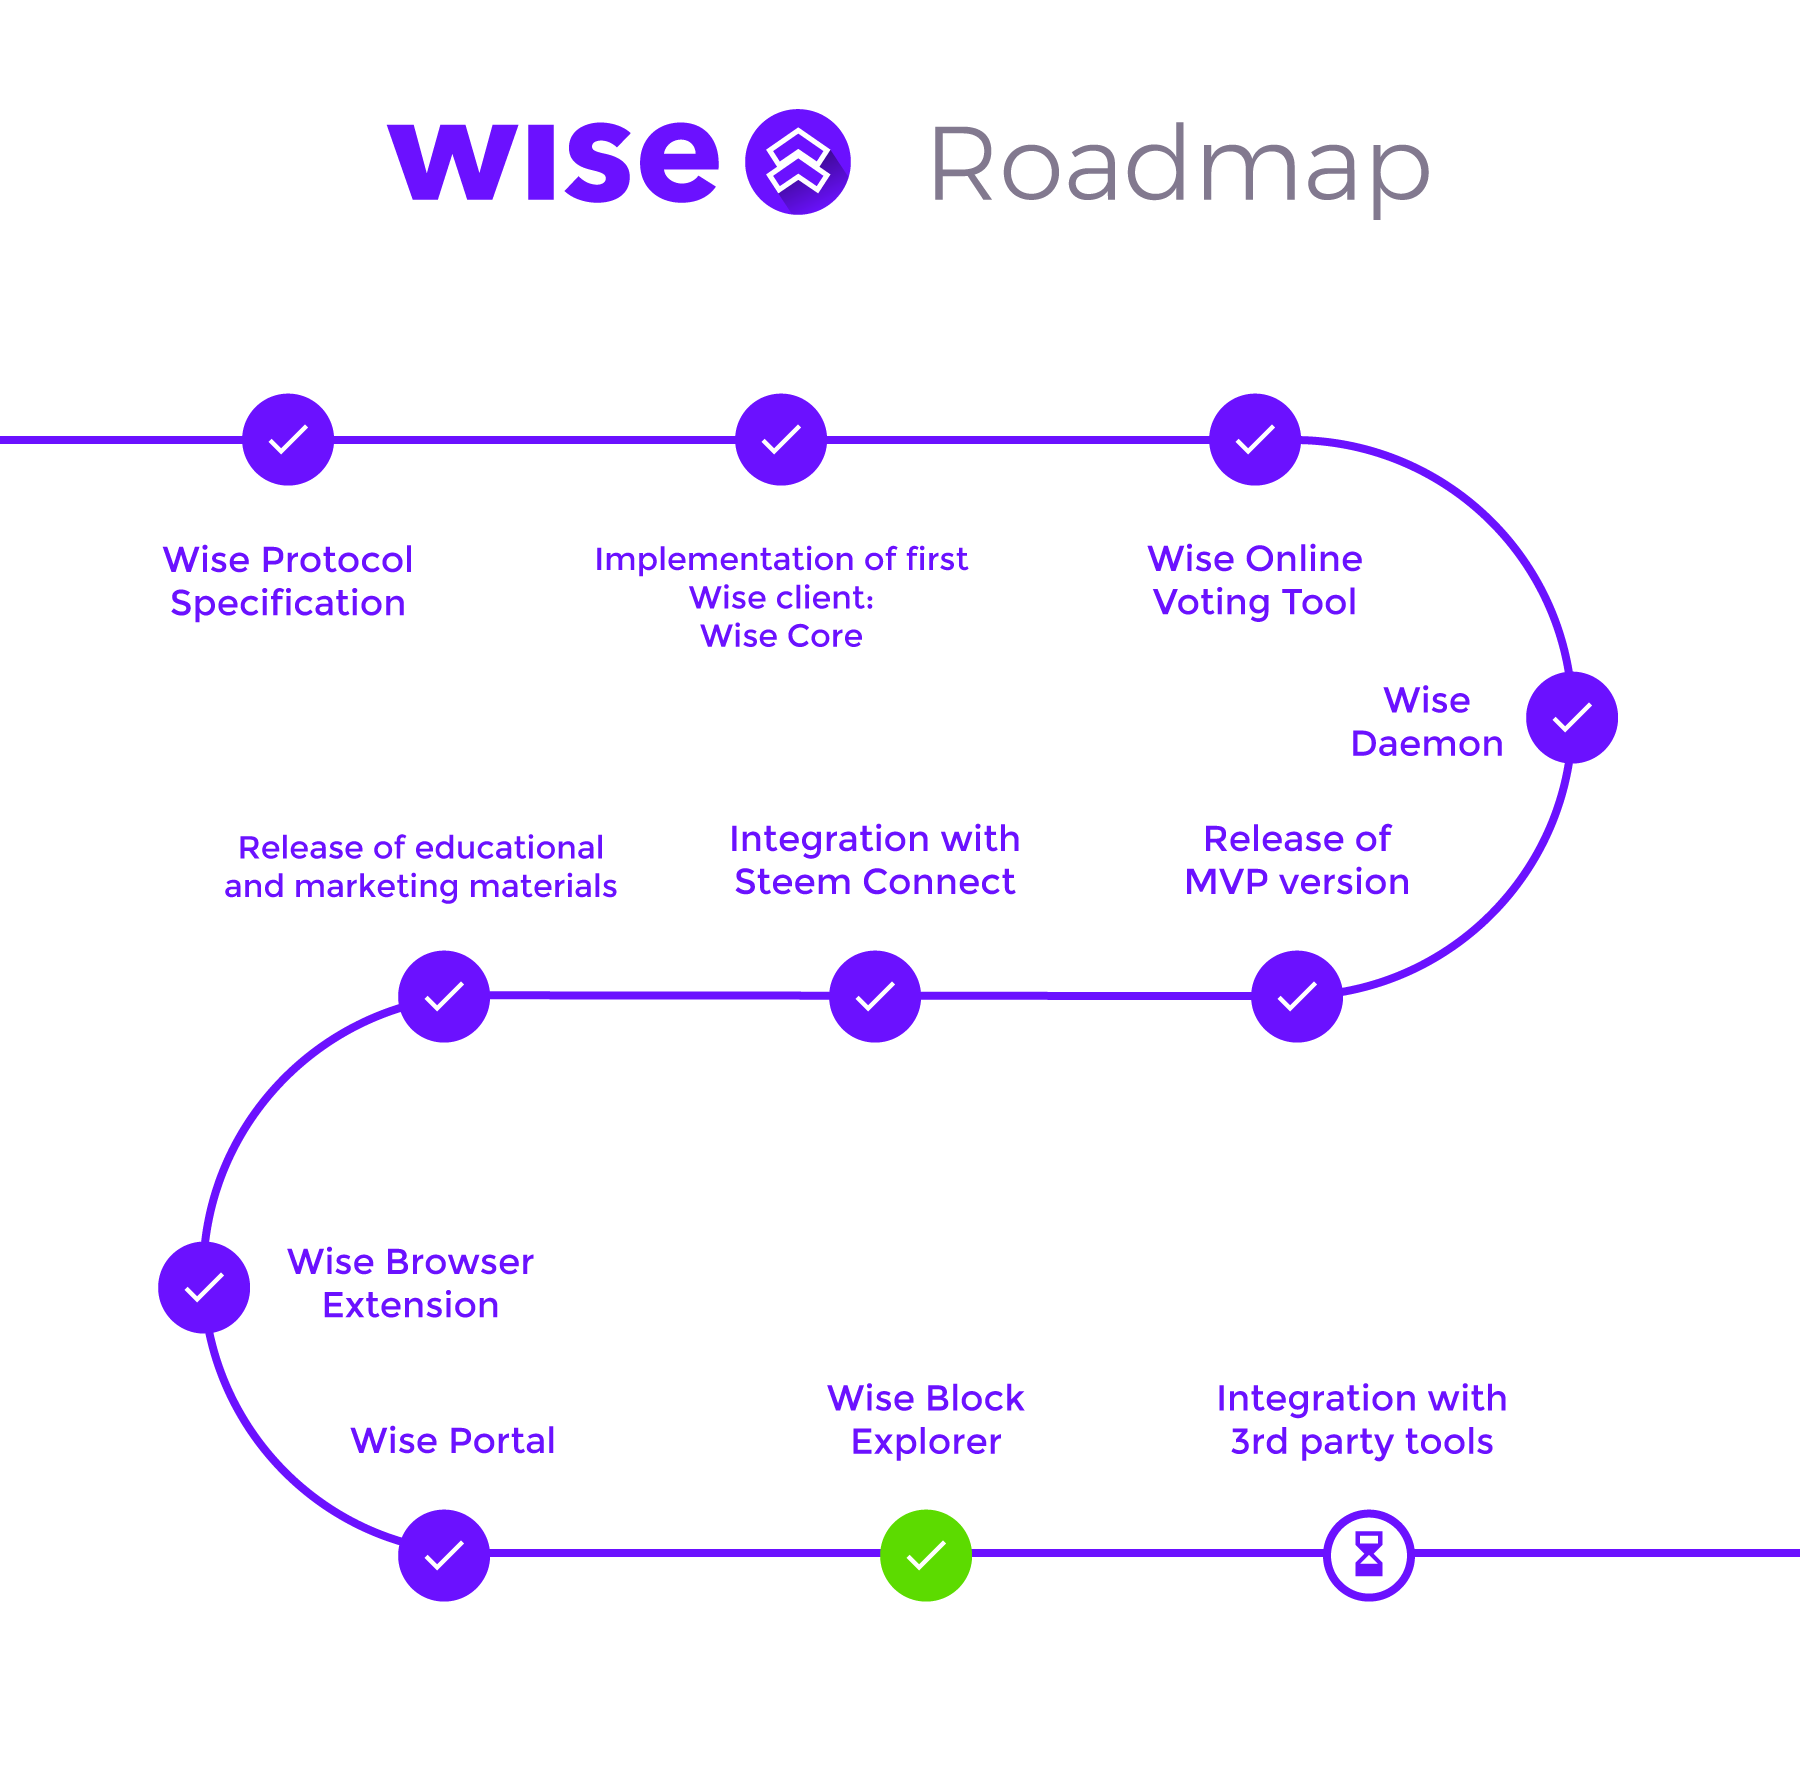 wise Roadmap
Wise Protocol
Specification
Implementation of first
Wise client:
Wise Core
Wise Online
Voting Tool
Wise
Daemon
Release of
MVP version
Integration with
Steem Connect
Release of educational
and marketing materials
Wise Browser
Extension
Wise Portal
Wise Block
Explorer
Integration with
3rd party tools